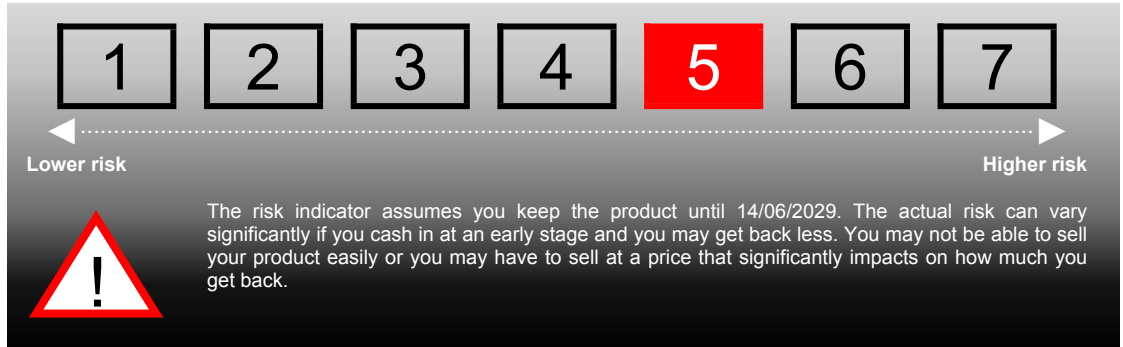 1 2 3 4 5 6 7
Lower risk Higher risk
The risk indicator assumes you keep the product until 14/06/2029. The actual risk can vary
significantly if you cash in at an early stage and you may get back less. You may not be able to sell
your product easily or you may have to sell at a price that significantly impacts on how much you
get back.
!